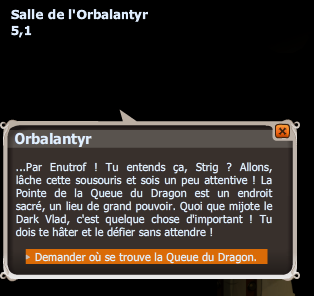 Salle de l'Orbalantyr
5,1
Orbalantyr
...Par Enutrof ! Tu entends ça, Strig ? Allons,
lâche cette sousouris et sois un peu attentive ! La
Pointe de la Queue du Dragon est un endroit
sacré, un lieu de grand pouvoir. Quoi que mijote le
Dark Vlad, c'est quelque chose d'important ! Tu
dois te hâter et le défier sans attendre !
Demander où se trouve la Queue du Dragon.